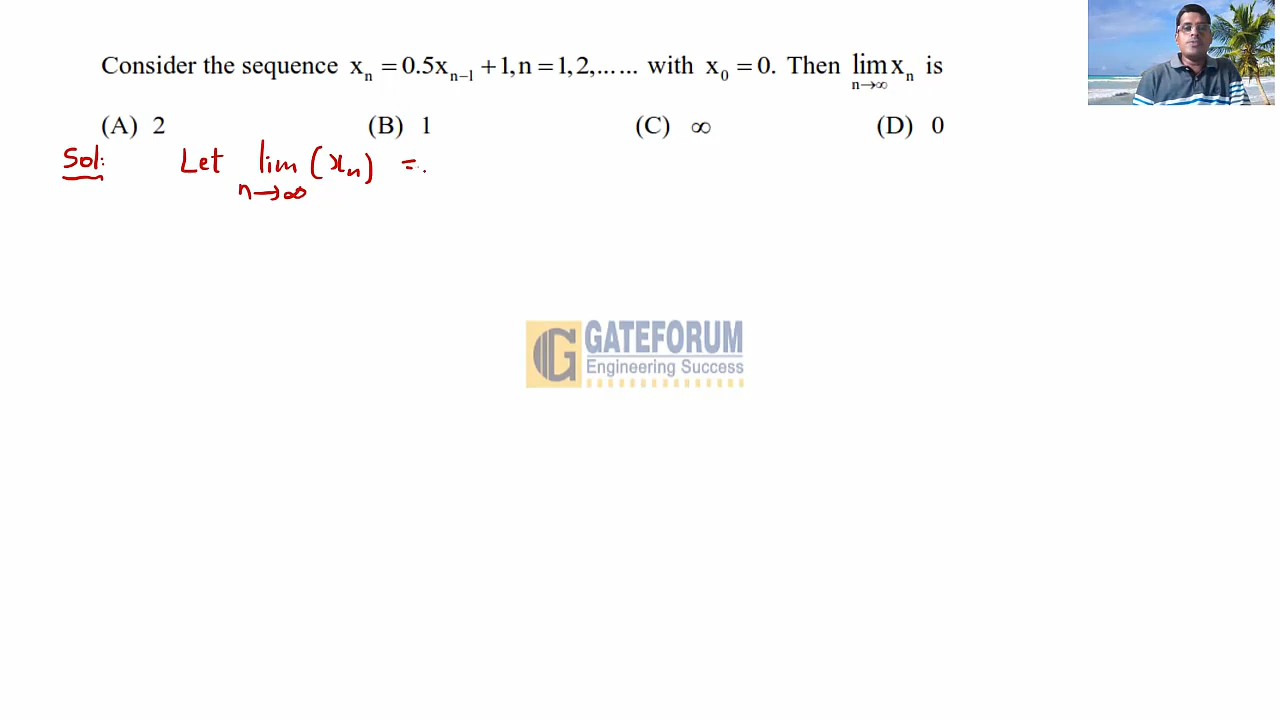 Consider the sequence xₙ = 0.5xₙ₋₁ + 1, n = 1, 2, ...... with x₀ = 0. Then lim n→∞ xₙ is
(A) 2 (B) 1 (C) ∞ (D) 0
Sol: Let lim n→∞ (xₙ) =
GATEFORUM
Engineering Success